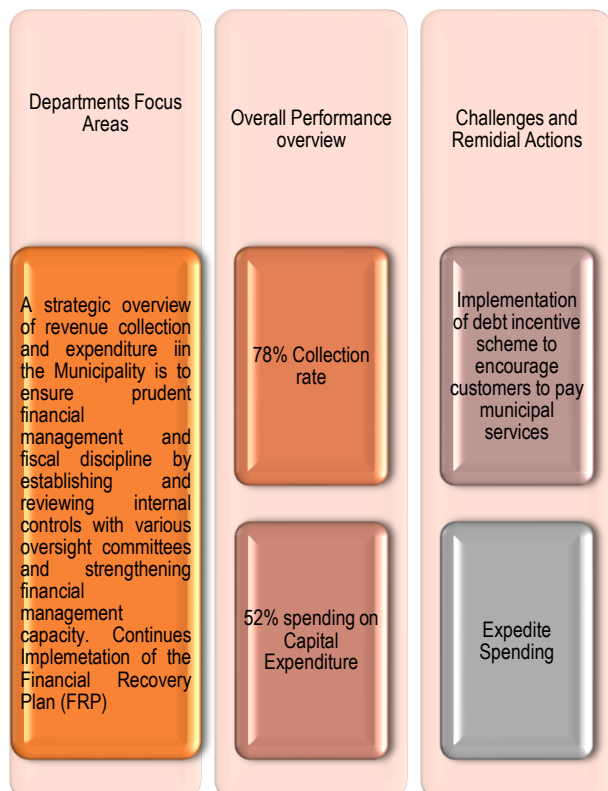 Departments Focus
Areas
A strategic overview
of revenue collection
and expenditure iin
the Municipality is to
ensure prudent
financial
management and
fiscal discipline by
establishing and
reviewing internal
controls with various
oversight committees
and strengthening
financial
management
capacity. Continues
Implemetation of the
Financial Recovery
Plan (FRP)
Overall Performance
overview
78% Collection
rate
52% spending on
Capital
Expenditure
Challenges and
Remidial Actions
Implementation
of debt incentive
scheme to
encourage
customers to pay
municipal
services
Expedite
Spending